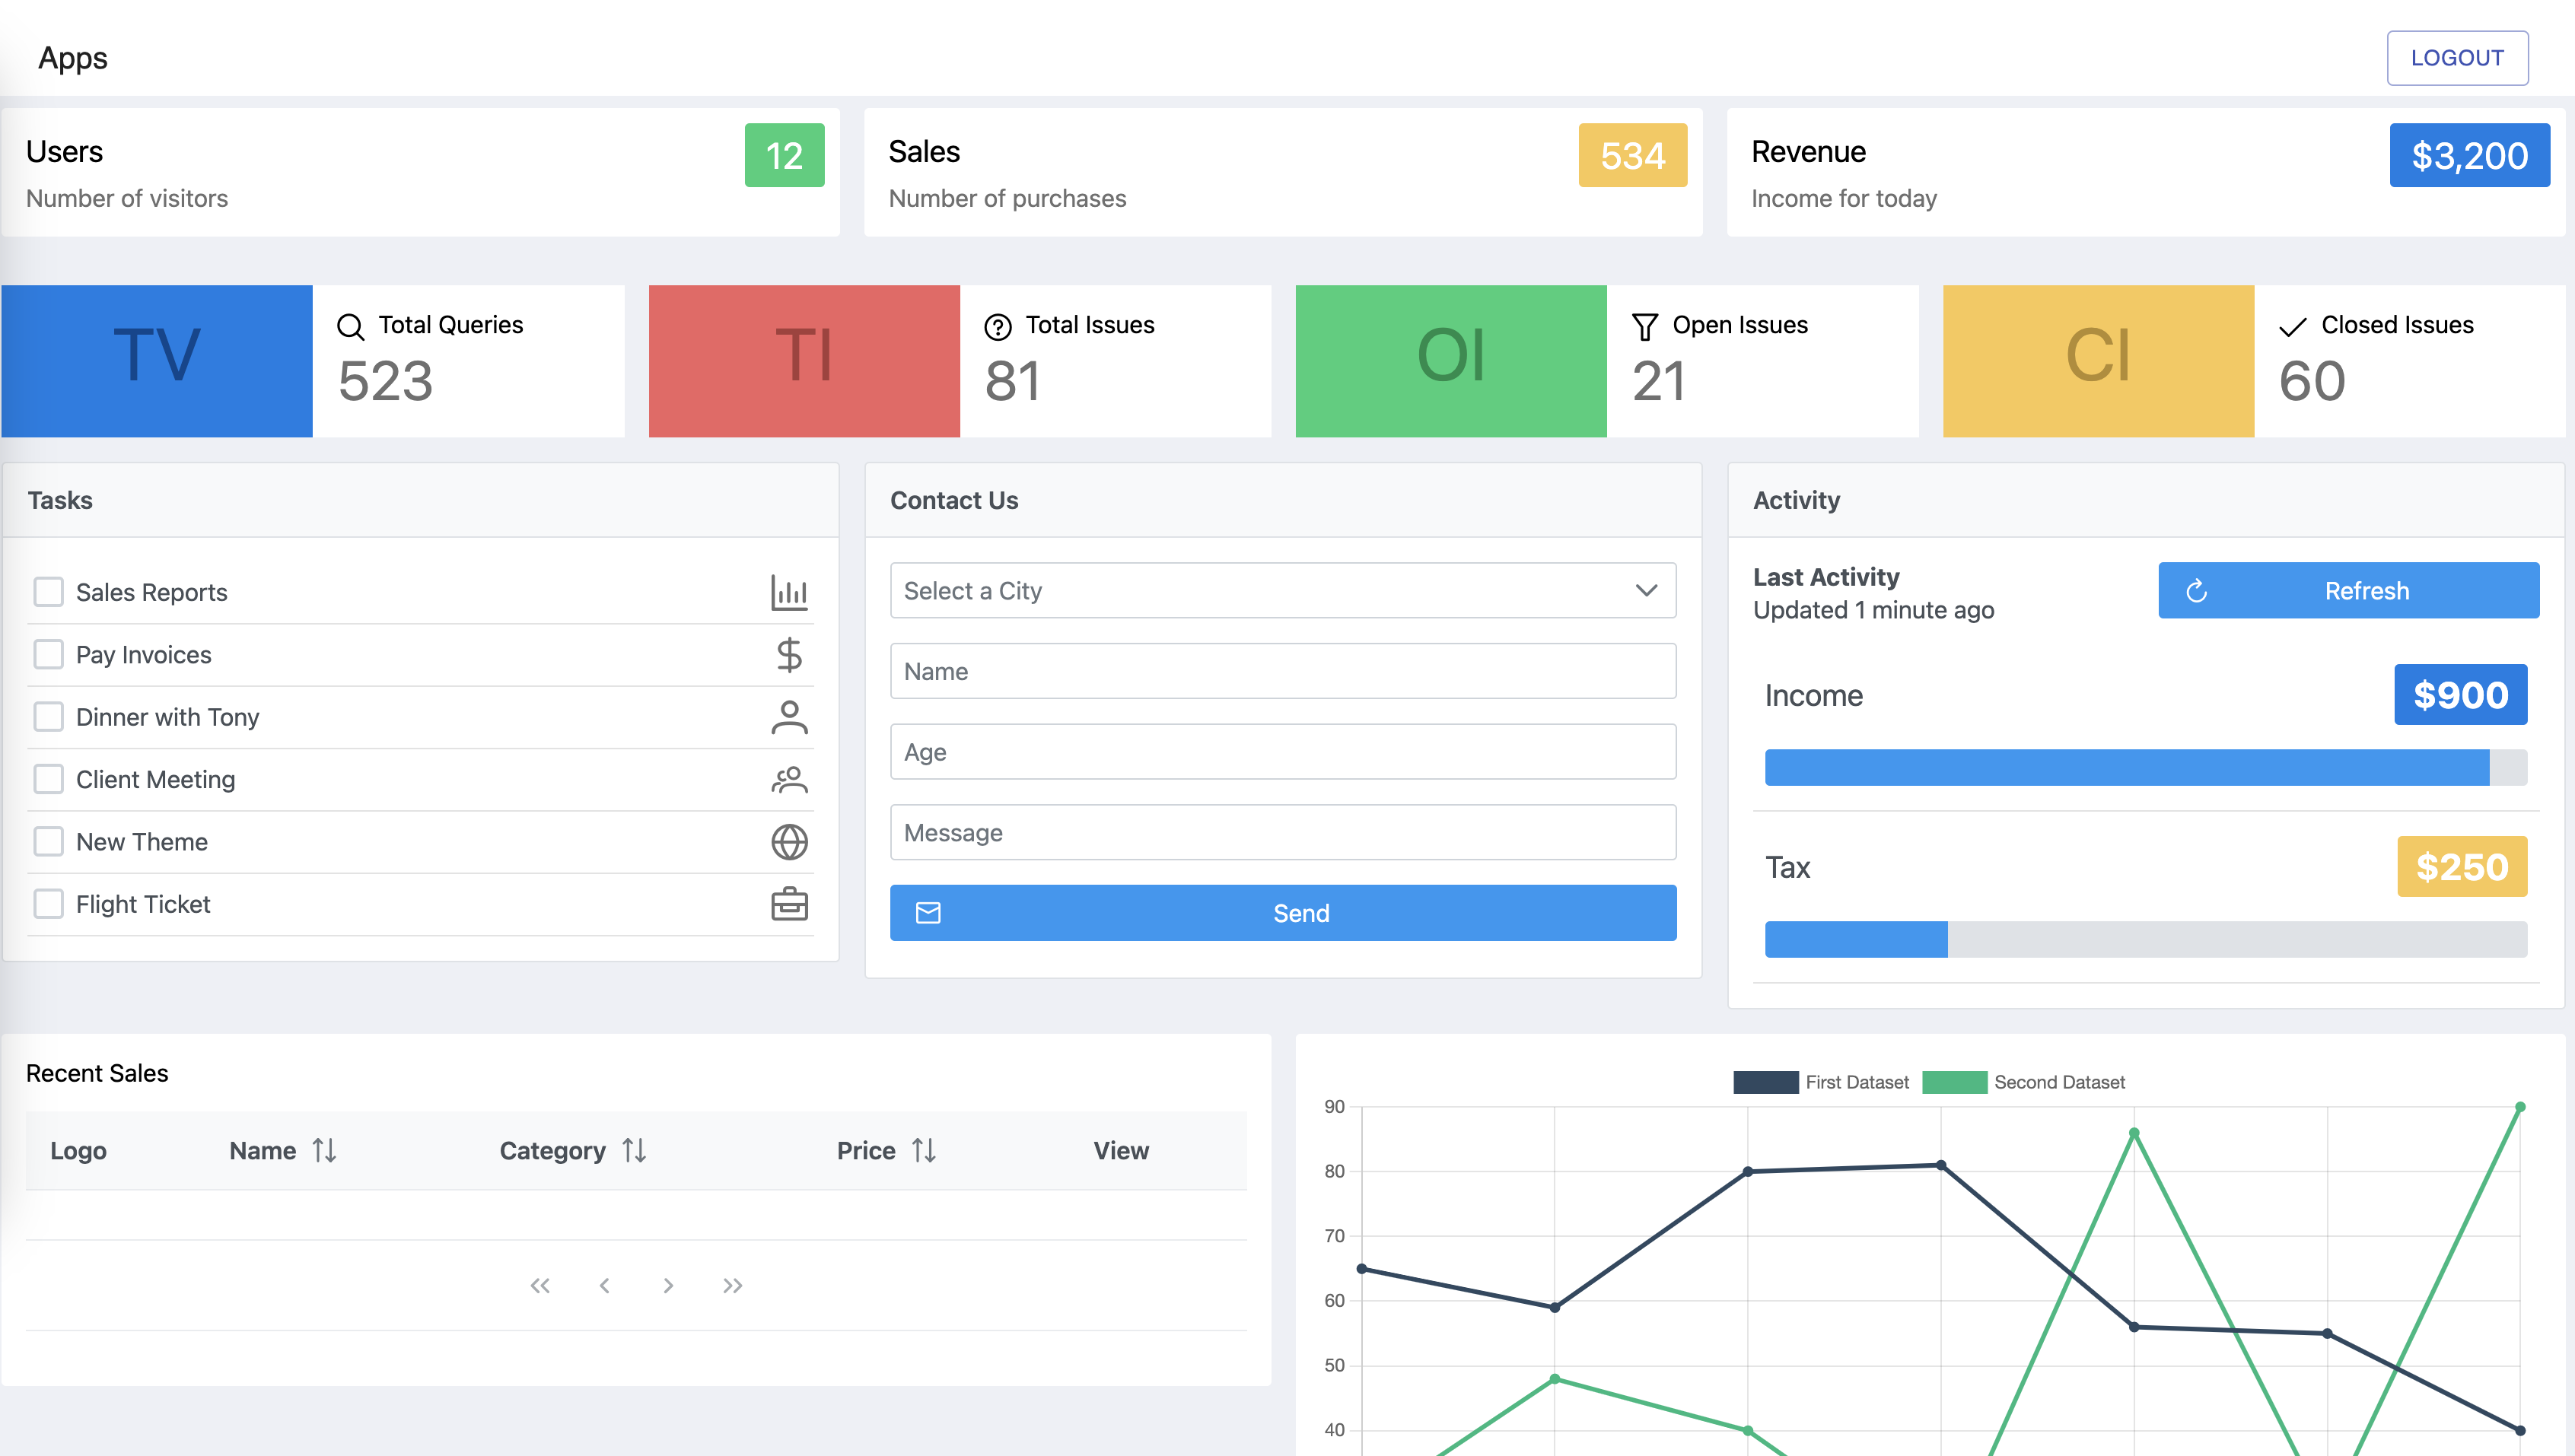 Apps
LOGOUT
Users
12
Number of visitors
Sales
534
Number of purchases
Revenue
$3,200
Income for today
TV
Total Queries
523
TI
Total Issues
81
OI
Open Issues
21
CI
Closed Issues
60
Tasks
Sales Reports
Pay Invoices
Dinner with Tony
Client Meeting
New Theme
Flight Ticket
Contact Us
Select a City
Name
Age
Message
Send
Activity
Last Activity
Updated 1 minute ago
Refresh
Income
$900
Tax
$250
Recent Sales
Logo Name Category Price View
First Dataset Second Dataset
90
80
70
60
50
40